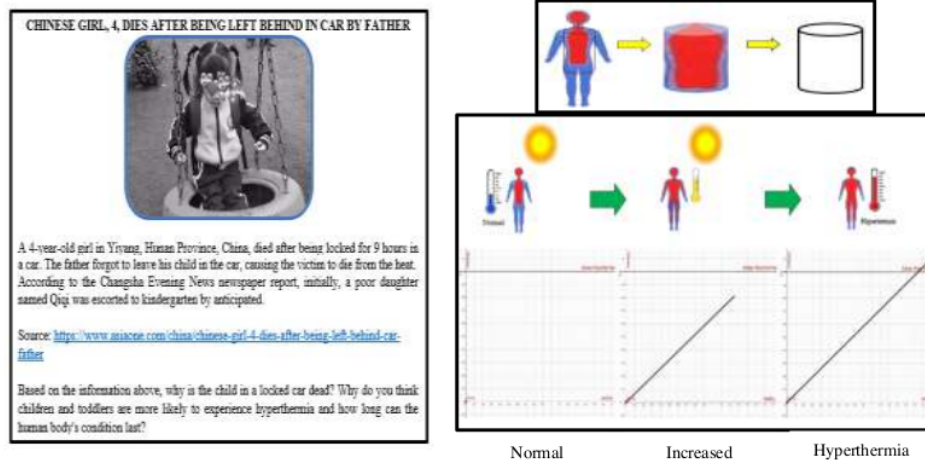 CHINESE GIRL, 4, DIES AFTER BEING LEFT BEHIND IN CAR BY FATHER
A 4-year-old girl in Yiyang, Hunan Province, China, died after being locked for 9 hours in
a car. The father forgot to leave his child in the car, causing the victim to die from the heat.
According to the Changsha Evening News newspaper report, initially, a poor daughter
named Qiqi was escorted to kindergarten by anticipated.
Source: https://www.asiaone.com/china/chinese-girl-4-dies-after-being-left-behind-car-
father
Based on the information above, why is the child in a locked car dead? Why do you think
children and toddlers are more likely to experience hyperthermia and how long can the
human body's condition last?
Normal
Normal
Increased
Hyperthermia